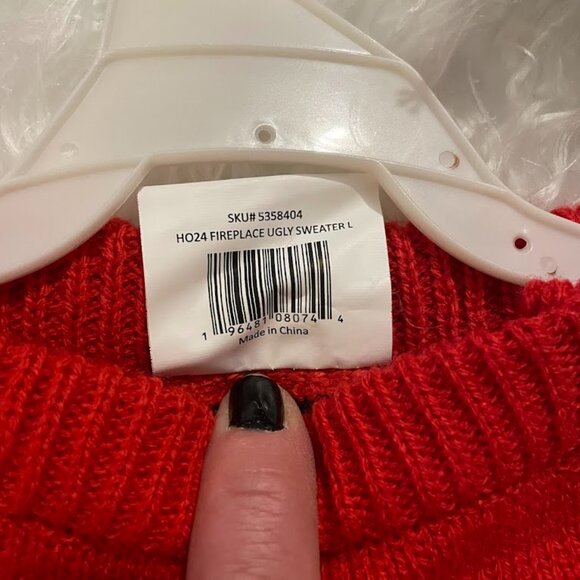 SKU# 5358404
HO24 FIREPLACE UGLY SWEATER L
1 96481 08074 4
Made in China